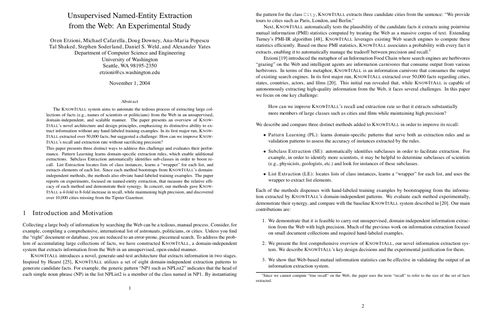 Unsupervised Named-Entity Extraction
from the Web: An Experimental Study
Oren Etzioni, Michael Cafarella, Doug Downey, Ana-Maria Popescu
Tal Shaked, Stephen Soderland, Daniel S. Weld, and Alexander Yates
Department of Computer Science and Engineering
University of Washington
Seattle, WA 98195-2350
etzioni@cs.washington.edu
November 1, 2004
Abstract
The KNOWITALL system aims to automate the tedious process of extracting large col-
lections of facts (e.g., names of scientists or politicians) from the Web in an unsupervised,
domain-independent, and scalable manner. The paper presents an overview of KNOW-
ITALL's novel architecture and design principles, emphasizing its distinctive ability to ex-
tract information without any hand-labeled training examples. In its first major run, KNOW-
ITALL extracted over 50,000 facts, but suggested a challenge: How can we improve KNOW-
ITALL's recall and extraction rate without sacrificing precision?
This paper presents three distinct ways to address this challenge and evaluates their perfor-
mance. Pattern Learning learns domain-specific extraction rules, which enable additional
extractions. Subclass Extraction automatically identifies sub-classes in order to boost re-
call. List Extraction locates lists of class instances, learns a "wrapper" for each list, and
extracts elements of each list. Since each method bootstraps from KNOWITALL's domain-
independent methods, the methods also obviate hand-labeled training examples. The paper
reports on experiments, focused on named-entity extraction, that measure the relative effi-
cacy of each method and demonstrate their synergy. In concert, our methods gave KNOW-
ITALL a 4-fold to 8-fold increase in recall, while maintaining high precision, and discovered
over 10,000 cities missing from the Tipster Gazetteer.
1 Introduction and Motivation
Collecting a large body of information by searching the Web can be a tedious, manual process. Consider, for
example, compiling a comprehensive, international list of astronauts, politicians, or cities. Unless you find the
"right" document or database, you are reduced to an error-prone, piecemeal search. To address the prob-
lem of accumulating large collections of facts, we have constructed KNOWITALL, a domain-independent
system that extracts information from the Web in an unsupervised, open-ended manner.
KNOWITALL introduces a novel, generate-and-test architecture that extracts information in two stages.
Inspired by Hearst [25], KNOWITALL utilizes a set of eight domain-independent extraction patterns to
generate candidate facts. For example, the generic pattern "NP1 such as NPList2" indicates that the head of
each simple noun phrase (NP) in the list NPList2 is a member of the class named in NP1. By instantiating
1
the pattern for the class City, KNOWITALL extracts three candidate cities from the sentence: "We provide
tours to cities such as Paris, London, and Berlin."
Next, KNOWITALL automatically tests the plausibility of the candidate facts it extracts using pointwise
mutual information (PMI) statistics computed by treating the Web as a massive corpus of text. Extending
Turney's PMI-IR algorithm [48], KNOWITALL leverages existing Web search engines to compute these
statistics efficiently. Based on these PMI statistics, KNOWITALL associates a probability with every fact it
extracts, enabling it to automatically manage the tradeoff between precision and recall.
Etzioni [19] introduced the metaphor of an Information Food Chain where search engines are herbivores
"grazing" on the Web and intelligent agents are information carnivores that consume output from various
herbivores. In terms of this metaphor, KNOWITALL is an information carnivore that consumes the output
of existing search engines. In its first major run, KNOWITALL extracted over 50,000 facts regarding cities,
states, countries, actors, and films [20]. This initial run revealed that, while KNOWITALL is capable of
autonomously extracting high-quality information from the Web, it faces several challenges. In this paper
we focus on one key challenge:
How can we improve KNOWITALL's recall and extraction rate so that it extracts substantially
more members of large classes such as cities and films while maintaining high precision?
We describe and compare three distinct methods added to KNOWITALL in order to improve its recall:
• Pattern Learning (PL): learns domain-specific patterns that serve both as extraction rules and as
validation patterns to assess the accuracy of instances extracted by the rules.
• Subclass Extraction (SE): automatically identifies subclasses in order to facilitate extraction. For
example, in order to identify more scientists, it may be helpful to determine subclasses of scientists
(e.g., physicists, geologists, etc.) and look for instances of these subclasses.
• List Extraction (LE): locates lists of class instances, learns a "wrapper" for each list, and uses the
wrapper to extract list elements.
Each of the methods dispenses with hand-labeled training examples by bootstrapping from the informa-
tion extracted by KNOWITALL's domain-independent patterns. We evaluate each method experimentally,
demonstrate their synergy, and compare with the baseline KNOWITALL system described in [20]. Our main
contributions are:
1. We demonstrate that it is feasible to carry out unsupervised, domain-independent information extrac-
tion from the Web with high precision. Much of the previous work on information extraction focused
on small document collections and required hand-labeled examples.
2. We present the first comprehensive overview of KNOWITALL, our novel information extraction sys-
tem. We describe KNOWITALL's key design decisions and the experimental justification for them.
3. We show that Web-based mutual information statistics can be effective in validating the output of an
information extraction system.
Since we cannot compute "true recall" on the Web, the paper uses the term "recall" to refer to the size of the set of facts
extracted.
2